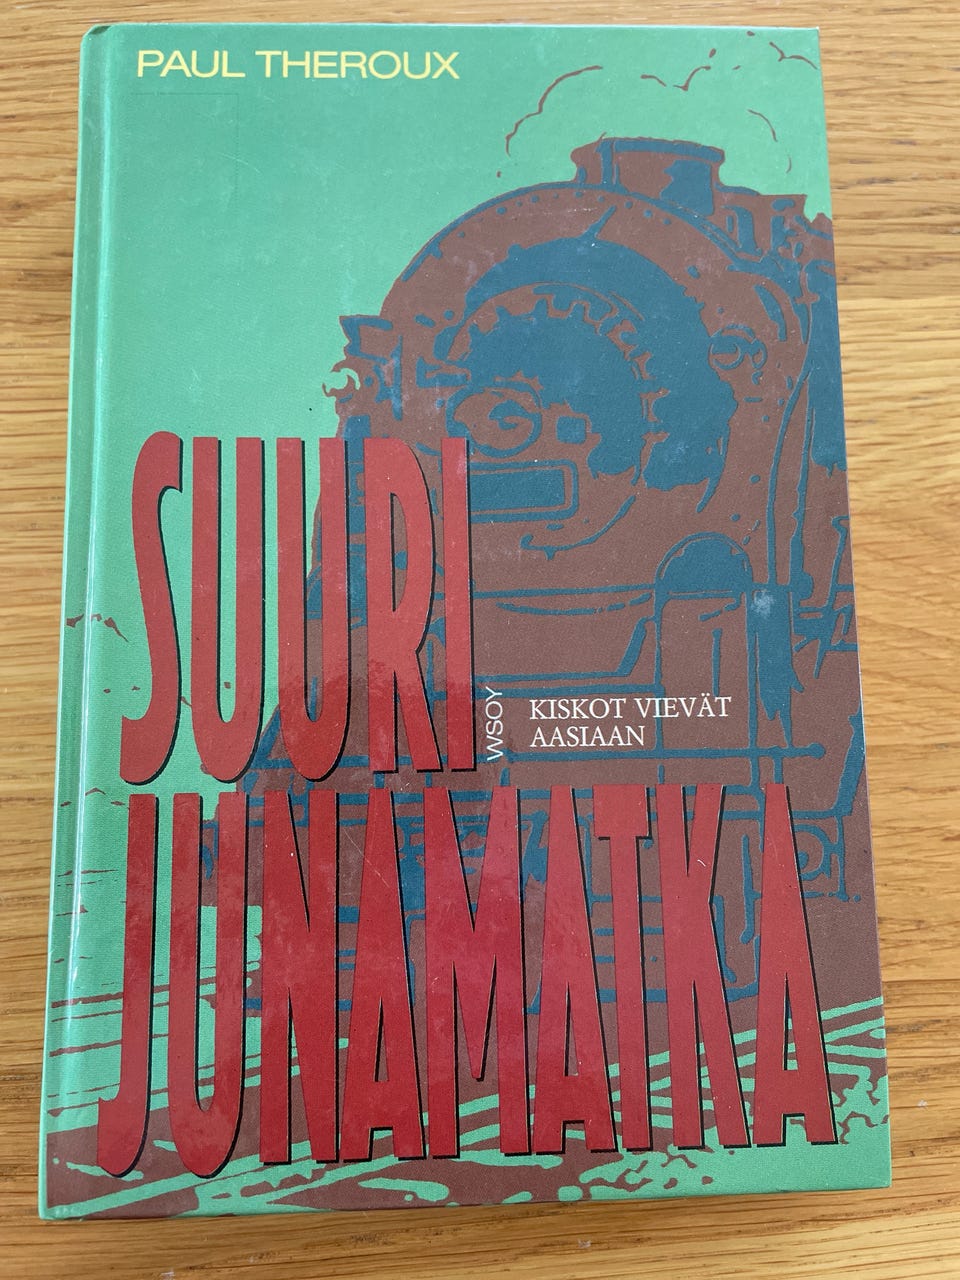 PAUL THEROUX
SUURI
WSOY
KISKOT VIEVÄT
AASIAAN
JUNAMATKA